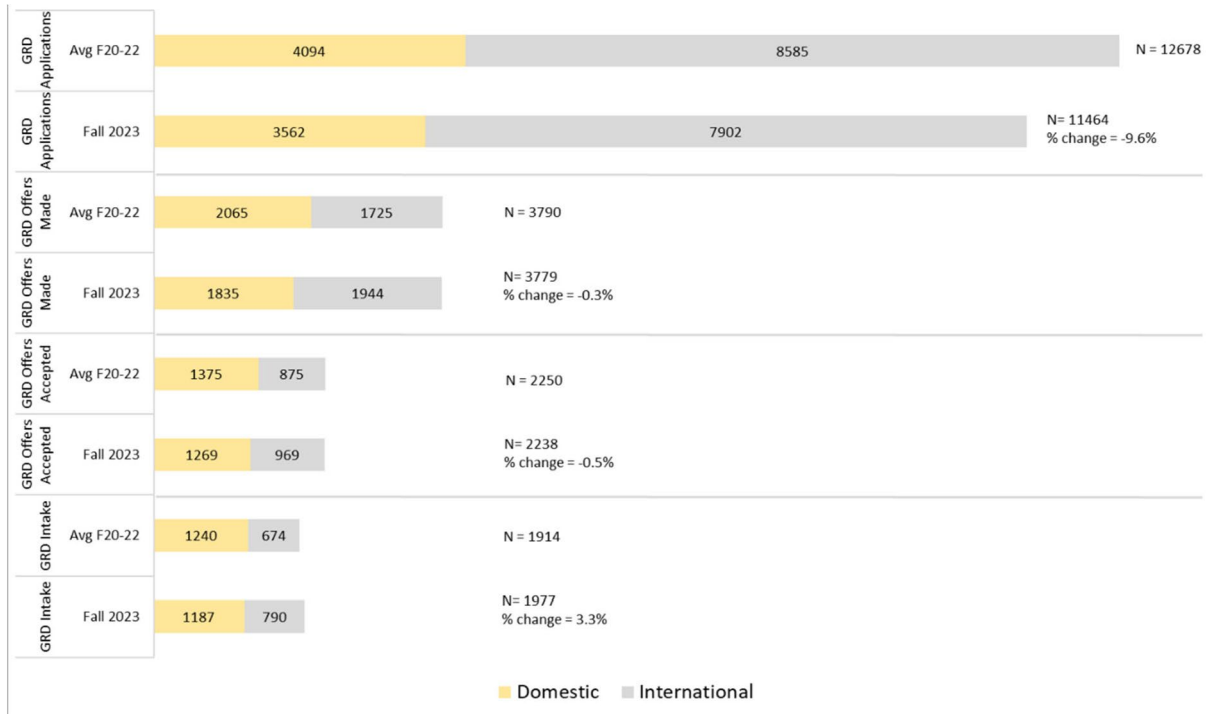 GRD
Applications
Avg F20-22
4094
8585
N = 12678
GRD
Applications
Fall 2023
3562
7902
N= 11464
% change = -9.6%
GRD Offers
Made
Avg F20-22
2065
1725
N = 3790
GRD Offers
Made
Fall 2023
1835
1944
N= 3779
% change = -0.3%
GRD Offers
Accepted
Avg F20-22
1375
875
N = 2250
GRD Offers
Accepted
Fall 2023
1269
969
N= 2238
% change = -0.5%
GRD Intake
Avg F20-22
1240
674
N = 1914
GRD Intake
Fall 2023
1187
790
N= 1977
% change = 3.3%
Domestic
International